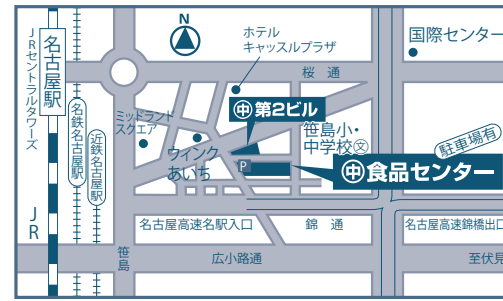 N
ホテル
キャッスルプラザ
国際センター
JRセントラルタワーズ
名古屋駅
桜通
ミッドランド
スクエア
㊥第2ビル
笹島小・
中学校文
駐車場有
名鉄名古屋駅
近鉄名古屋駅
ウィンク
あいち
P
㊥食品センター
JR
名古屋高速名駅入口
錦通
名古屋高速錦橋出口
笹島
広小路通
至伏見